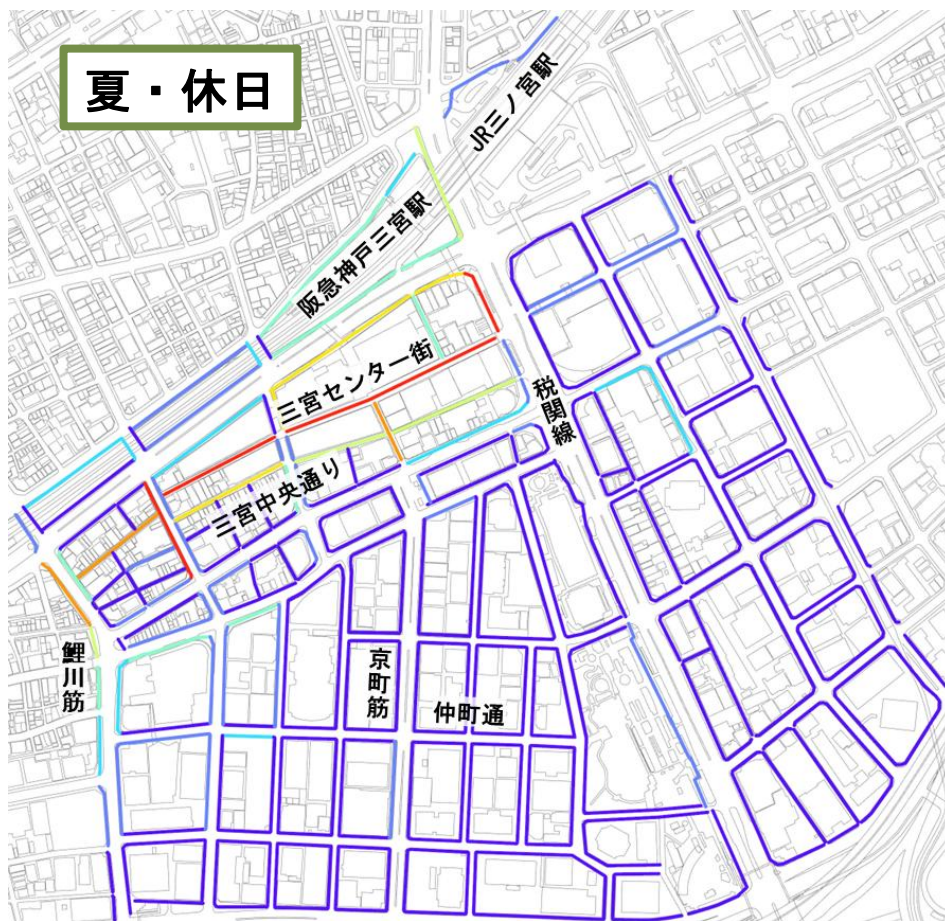 夏・休日
JR三ノ宮駅
阪急神戸三宮駅
三宮センター街
税関線
三宮中央通り
鯉川筋
京町筋
仲町通